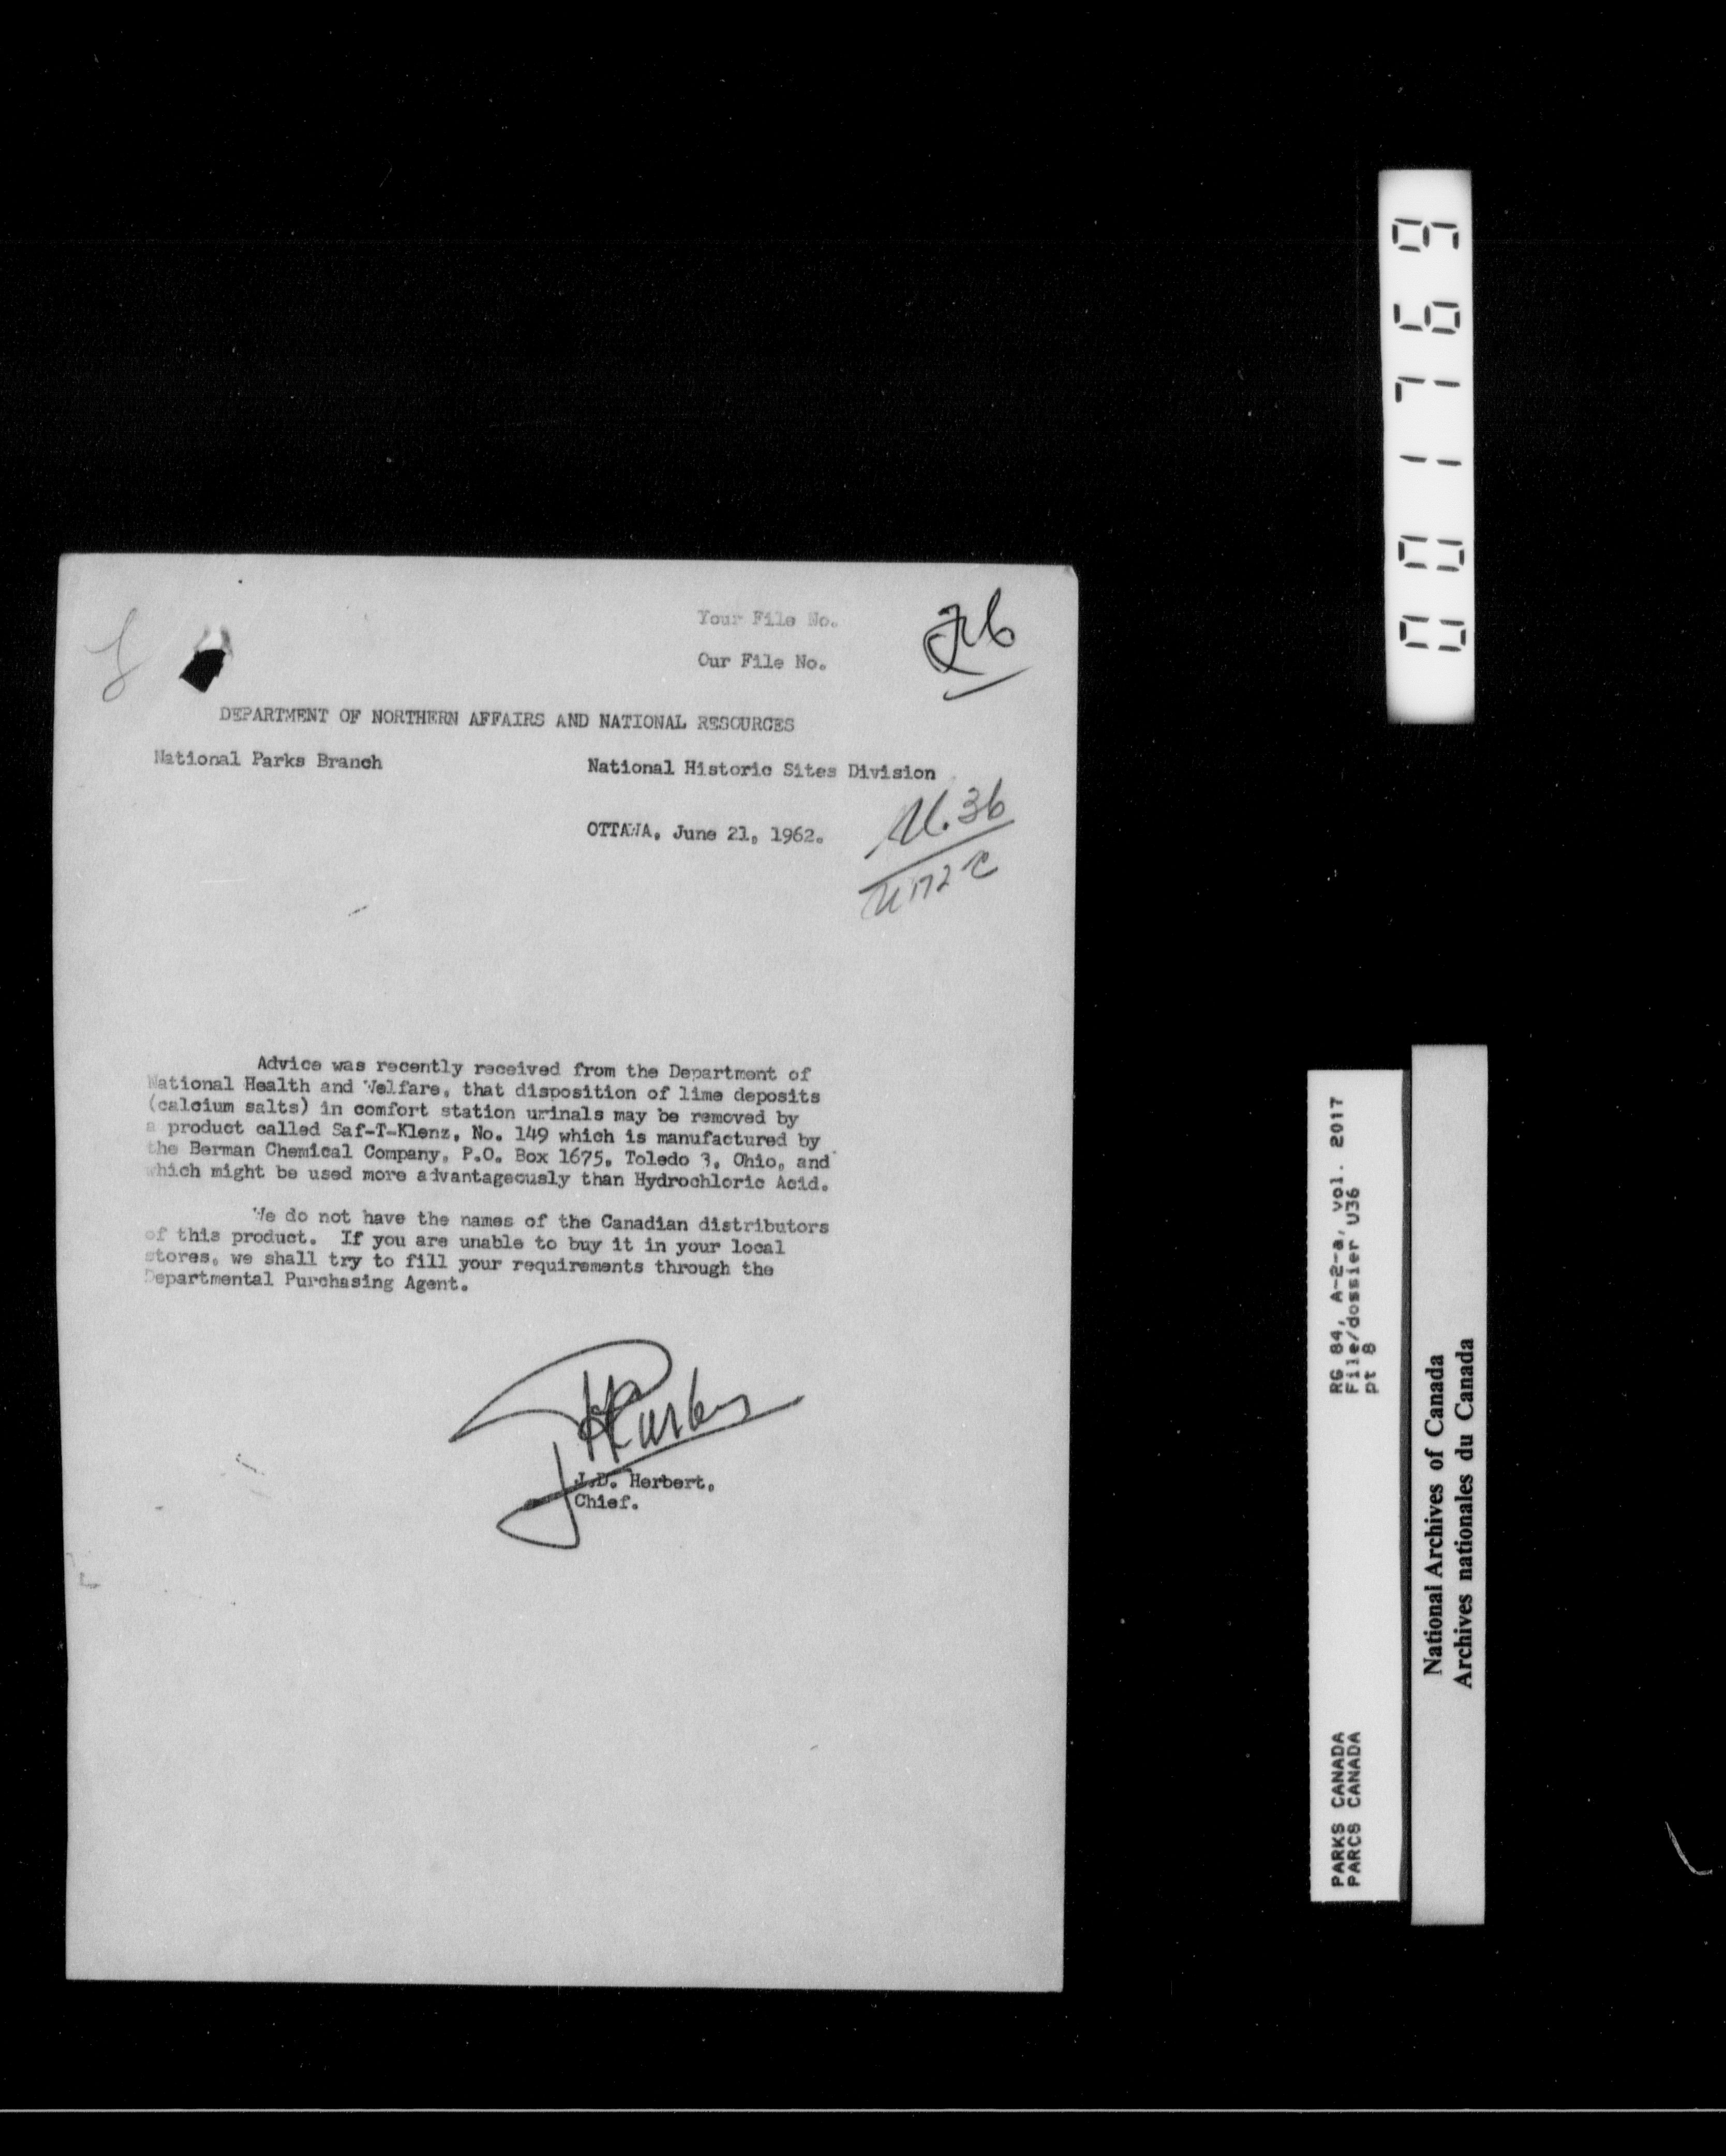 Your File No.
Our File No.
DEPARTMENT OF NORTHERN AFFAIRS AND NATIONAL RESOURCES
National Parks Branch
National Historic Sites Division
OTTAWA, June 21, 1962.
U.36
Advice was recently received from the Department of
National Health and Welfare, that disposition of lime deposits
(calcium salts) in comfort station urinals may be removed by
a product called Saf-T-Klenz, No. 149 which is manufactured by
the Berman Chemical Company, P.O. Box 1675, Toledo 3, Ohio, and
which might be used more advantageously than Hydrochloric Acid.
We do not have the names of the Canadian distributors
of this product. If you are unable to buy it in your local
stores, we shall try to fill your requirements through the
Departmental Purchasing Agent.
J.D. Herbert,
Chief.
001769
RG 84, A-2-a, vol. 2017
File/dossier U36
pt 8
PARKS CANADA
PARCS CANADA
National Archives of Canada
Archives nationales du Canada